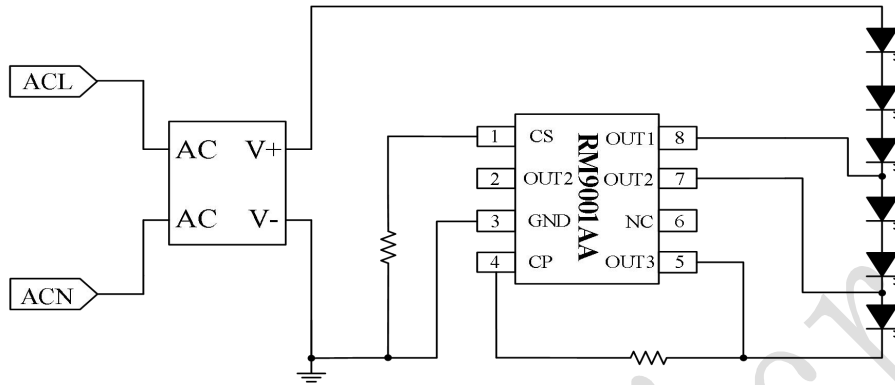 ACL
ACN
AC V+
AC V-
RM9001AA
1 CS
2 OUT2
3 GND
4 CP
OUT1 8
OUT2 7
NC 6
OUT3 5